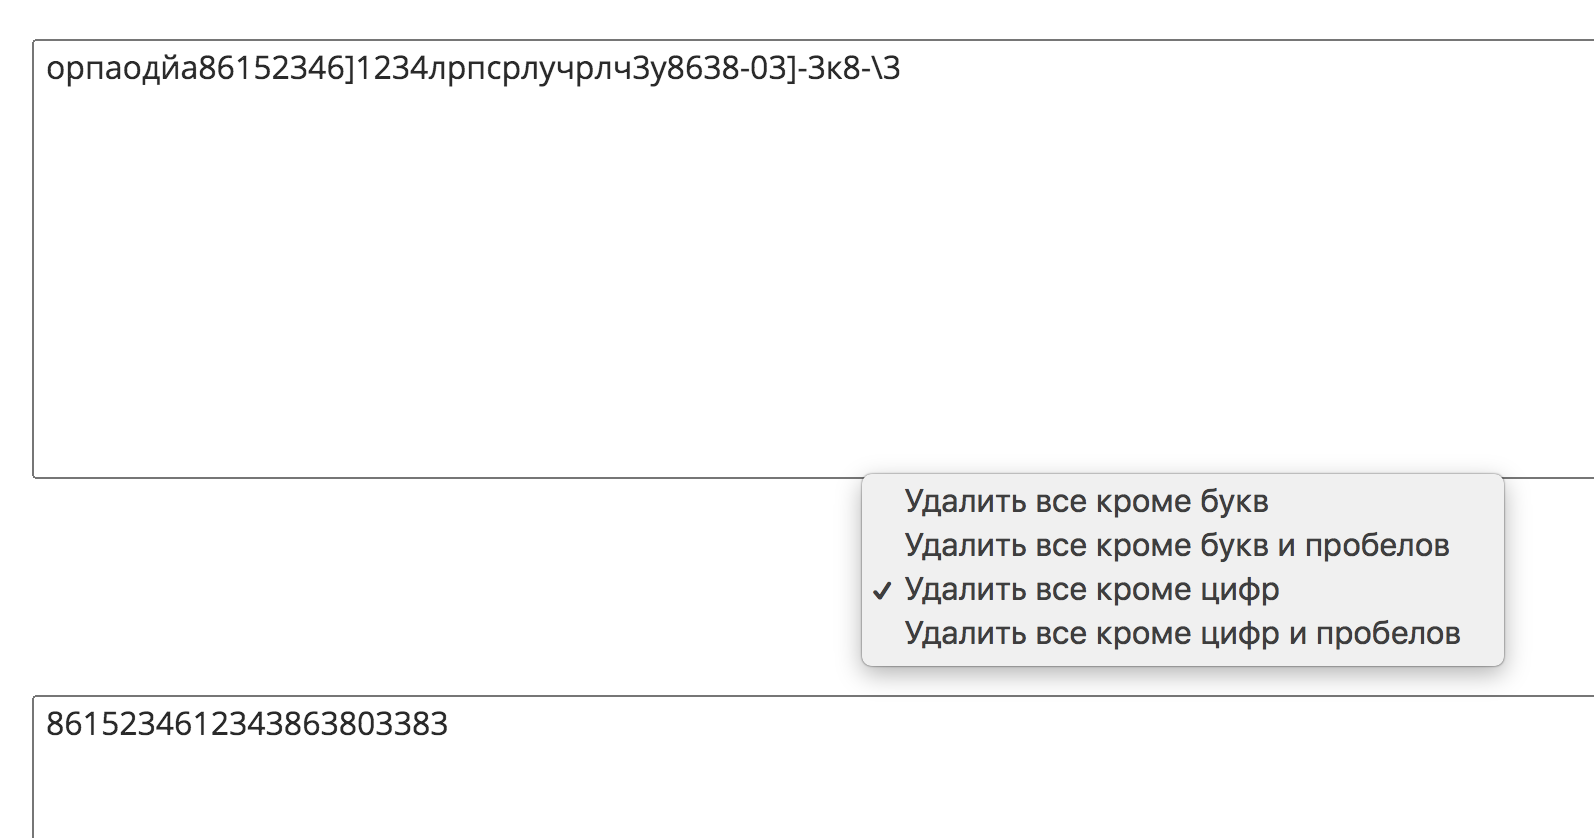 орпаодйа86152346]1234лрпсрлучрлч3у8638-03]-3к8-\3
Удалить все кроме букв
Удалить все кроме букв и пробелов
✓ Удалить все кроме цифр
Удалить все кроме цифр и пробелов
8615234612343863803383